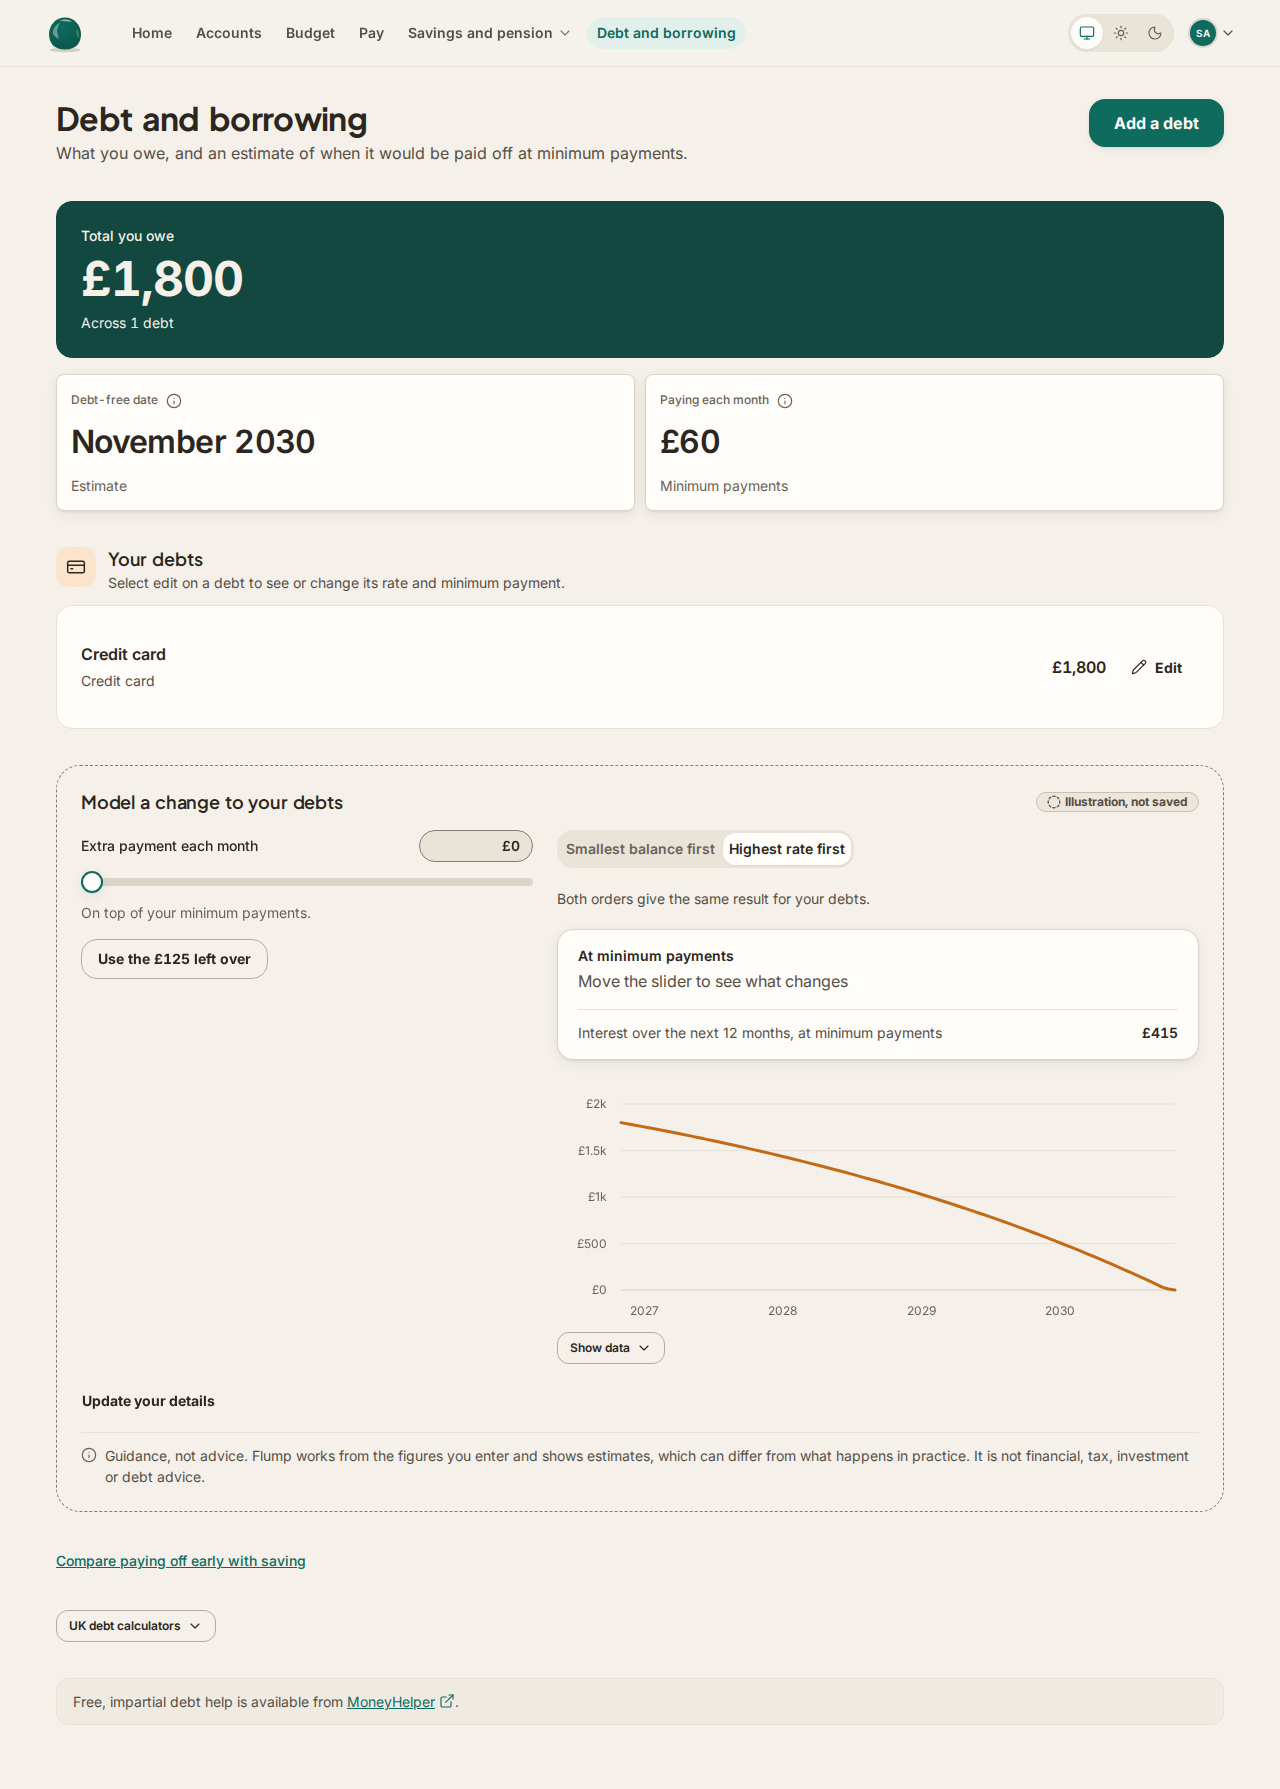 Home
Accounts
Budget
Pay
Savings and pension
Debt and borrowing
SA
Debt and borrowing
What you owe, and an estimate of when it would be paid off at minimum payments.
Add a debt
Total you owe
£1,800
Across 1 debt
Debt-free date
November 2030
Estimate
Paying each month
£60
Minimum payments
Your debts
Select edit on a debt to see or change its rate and minimum payment.
Credit card
Credit card
£1,800
Edit
Model a change to your debts
Illustration, not saved
Extra payment each month
£0
On top of your minimum payments.
Use the £125 left over
Smallest balance first
Highest rate first
Both orders give the same result for your debts.
At minimum payments
Move the slider to see what changes
Interest over the next 12 months, at minimum payments
£415
£2k
£1.5k
£1k
£500
£0
2027
2028
2029
2030
Show data
Update your details
Guidance, not advice. Flump works from the figures you enter and shows estimates, which can differ from what happens in practice. It is not financial, tax, investment
or debt advice.
Compare paying off early with saving
UK debt calculators
Free, impartial debt help is available from MoneyHelper.